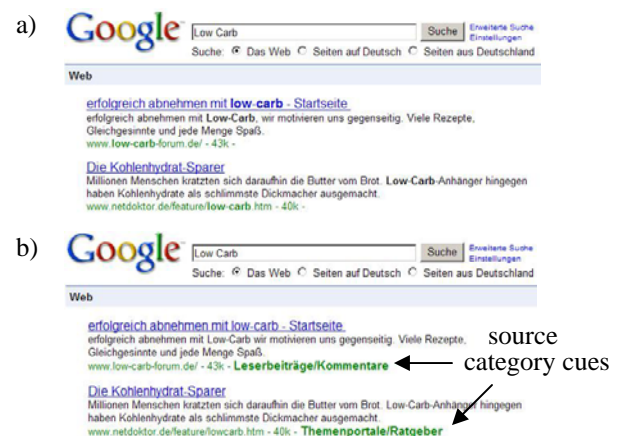 a)
Google
Low Carb
Suche
Erweiterte Suche
Einstellungen
Suche: Das Web Seiten auf Deutsch Seiten aus Deutschland
Web
erfolgreich abnehmen mit low-carb - Startseite
erfolgreich abnehmen mit Low-Carb, wir motivieren uns gegenseitig. Viele Rezepte,
Gleichgesinnte und jede Menge Spaß.
www.low-carb-forum.de/ - 43k -
Die Kohlenhydrat-Sparer
Millionen Menschen kratzten sich daraufhin die Butter vom Brot. Low-Carb-Anhänger hingegen
haben Kohlenhydrate als schlimmste Dickmacher ausgemacht.
www.netdoktor.de/feature/low-carb.htm - 40k -
b)
Google
Low Carb
Suche
Erweiterte Suche
Einstellungen
Suche: Das Web Seiten auf Deutsch Seiten aus Deutschland
Web
erfolgreich abnehmen mit low-carb - Startseite
erfolgreich abnehmen mit Low-Carb wir motivieren uns gegenseitig. Viele Rezepte,
Gleichgesinnte und jede Menge Spaß.
www.low-carb-forum.de/ - 43k - Leserbeiträge/Kommentare
source
category cues
Die Kohlenhydrat-Sparer
Millionen Menschen kratzten sich daraufhin die Butter vom Brot. Low-Carb-Anhänger hingegen
haben Kohlenhydrate als schlimmste Dickmacher ausgemacht.
www.netdoktor.de/feature/lowcarb.htm - 40k - Themenportale/Ratgeber